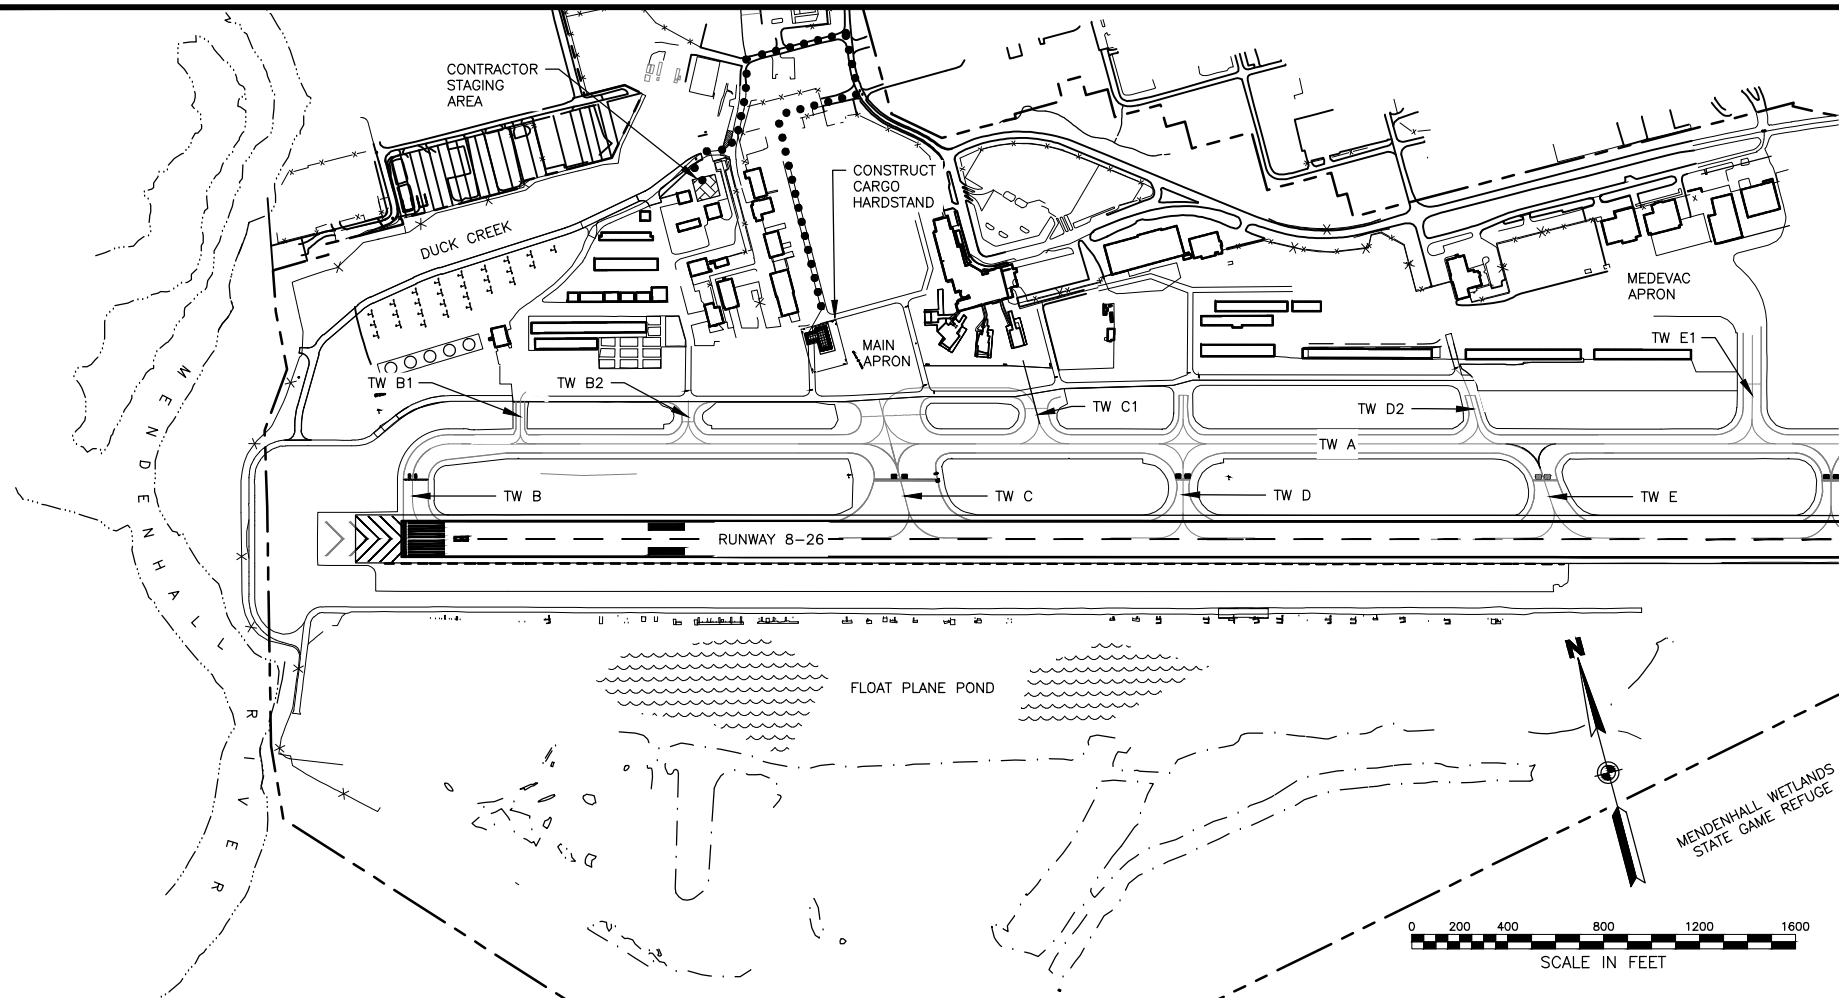 CONTRACTOR
STAGING
AREA
CONSTRUCT
CARGO
HARDSTAND
DUCK CREEK
MEDEVAC
APRON
MAIN
APRON
TW E1
TW B1
TW B2
TW C1
TW D2
TW A
TW B
TW C
TW D
TW E
RUNWAY 8-26
MENDENHALL RIVER
FLOAT PLANE POND
N
MENDENHALL WETLANDS
STATE GAME REFUGE
0 200 400 800 1200 1600
SCALE IN FEET